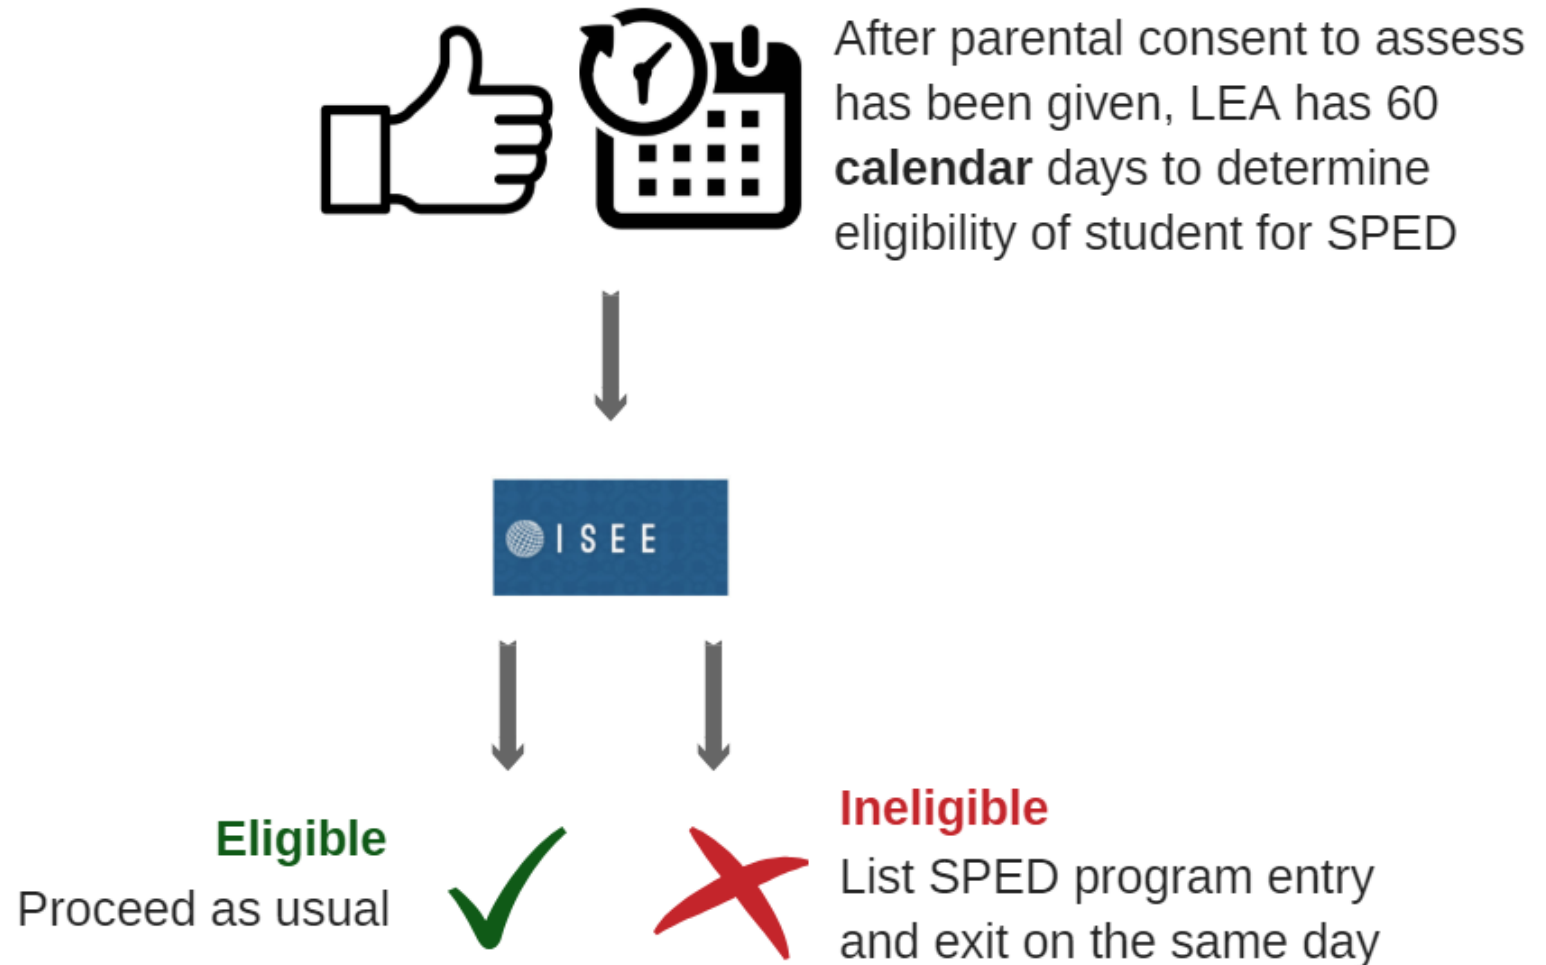 After parental consent to assess
has been given, LEA has 60
calendar days to determine
eligibility of student for SPED
ISEE
Eligible
Proceed as usual
Ineligible
List SPED program entry
and exit on the same day